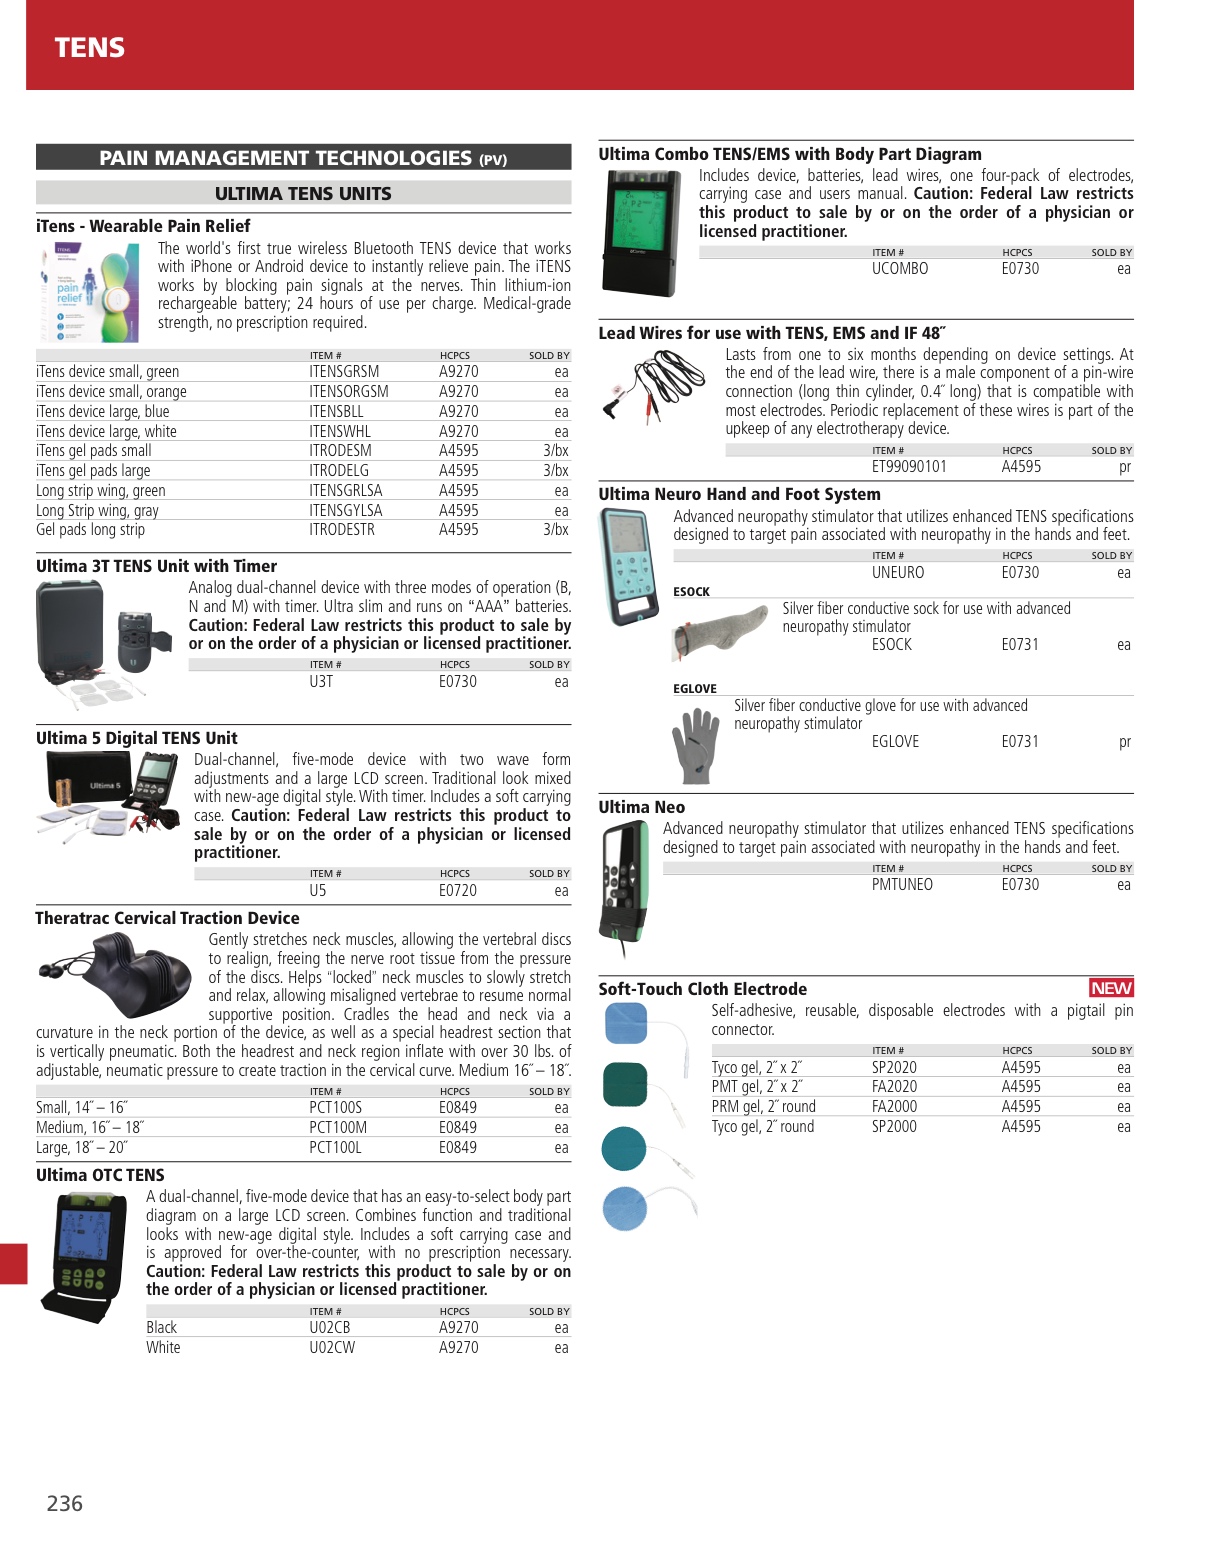 TENS
PAIN MANAGEMENT TECHNOLOGIES (PV)
ULTIMA TENS UNITS
iTens - Wearable Pain Relief
pain
relief
The world's first true wireless Bluetooth TENS device that works
with iPhone or Android device to instantly relieve pain. The iTENS
works by blocking pain signals at the nerves. Thin lithium-ion
rechargeable battery; 24 hours of use per charge. Medical-grade
strength, no prescription required.
ITEM # HCPCS SOLD BY
iTens device small, green ITENSGRSM A9270 ea
iTens device small, orange ITENSORGSM A9270 ea
iTens device large, blue ITENSBLL A9270 ea
iTens device large, white ITENSWHL A9270 ea
iTens gel pads small ITRODESM A4595 3/bx
iTens gel pads large ITRODELG A4595 3/bx
Long strip wing, green ITENSGRLSA A4595 ea
Long Strip wing, gray ITENSGYLSA A4595 ea
Gel pads long strip ITRODESTR A4595 3/bx
Ultima 3T TENS Unit with Timer
Analog dual-channel device with three modes of operation (B,
N and M) with timer. Ultra slim and runs on “AAA” batteries.
Caution: Federal Law restricts this product to sale by
or on the order of a physician or licensed practitioner.
ITEM # HCPCS SOLD BY
U3T E0730 ea
Ultima 5 Digital TENS Unit
Ultima 5
Dual-channel, five-mode device with two wave form
adjustments and a large LCD screen. Traditional look mixed
with new-age digital style. With timer. Includes a soft carrying
case. Caution: Federal Law restricts this product to
sale by or on the order of a physician or licensed
practitioner.
ITEM # HCPCS SOLD BY
U5 E0720 ea
Theratrac Cervical Traction Device
Gently stretches neck muscles, allowing the vertebral discs
to realign, freeing the nerve root tissue from the pressure
of the discs. Helps “locked” neck muscles to slowly stretch
and relax, allowing misaligned vertebrae to resume normal
supportive position. Cradles the head and neck via a
curvature in the neck portion of the device, as well as a special headrest section that
is vertically pneumatic. Both the headrest and neck region inflate with over 30 lbs. of
adjustable, neumatic pressure to create traction in the cervical curve. Medium 16˝ – 18˝.
ITEM # HCPCS SOLD BY
Small, 14˝ – 16˝ PCT100S E0849 ea
Medium, 16˝ – 18˝ PCT100M E0849 ea
Large, 18˝ – 20˝ PCT100L E0849 ea
Ultima OTC TENS
A dual-channel, five-mode device that has an easy-to-select body part
diagram on a large LCD screen. Combines function and traditional
looks with new-age digital style. Includes a soft carrying case and
is approved for over-the-counter, with no prescription necessary.
Caution: Federal Law restricts this product to sale by or on
the order of a physician or licensed practitioner.
ITEM # HCPCS SOLD BY
Black U02CB A9270 ea
White U02CW A9270 ea
Ultima Combo TENS/EMS with Body Part Diagram
Includes device, batteries, lead wires, one four-pack of electrodes,
carrying case and users manual. Caution: Federal Law restricts
this product to sale by or on the order of a physician or
licensed practitioner.
ITEM # HCPCS SOLD BY
UCOMBO E0730 ea
Lead Wires for use with TENS, EMS and IF 48˝
Lasts from one to six months depending on device settings. At
the end of the lead wire, there is a male component of a pin-wire
connection (long thin cylinder, 0.4˝ long) that is compatible with
most electrodes. Periodic replacement of these wires is part of the
upkeep of any electrotherapy device.
ITEM # HCPCS SOLD BY
ET99090101 A4595 pr
Ultima Neuro Hand and Foot System
Advanced neuropathy stimulator that utilizes enhanced TENS specifications
designed to target pain associated with neuropathy in the hands and feet.
ITEM # HCPCS SOLD BY
UNEURO E0730 ea
ESOCK
Silver fiber conductive sock for use with advanced
neuropathy stimulator
ESOCK E0731 ea
EGLOVE
Silver fiber conductive glove for use with advanced
neuropathy stimulator
EGLOVE E0731 pr
Ultima Neo
Advanced neuropathy stimulator that utilizes enhanced TENS specifications
designed to target pain associated with neuropathy in the hands and feet.
ITEM # HCPCS SOLD BY
PMTUNEO E0730 ea
Soft-Touch Cloth Electrode NEW
Self-adhesive, reusable, disposable electrodes with a pigtail pin
connector.
ITEM # HCPCS SOLD BY
Tyco gel, 2˝ x 2˝ SP2020 A4595 ea
PMT gel, 2˝ x 2˝ FA2020 A4595 ea
PRM gel, 2˝ round FA2000 A4595 ea
Tyco gel, 2˝ round SP2000 A4595 ea
236